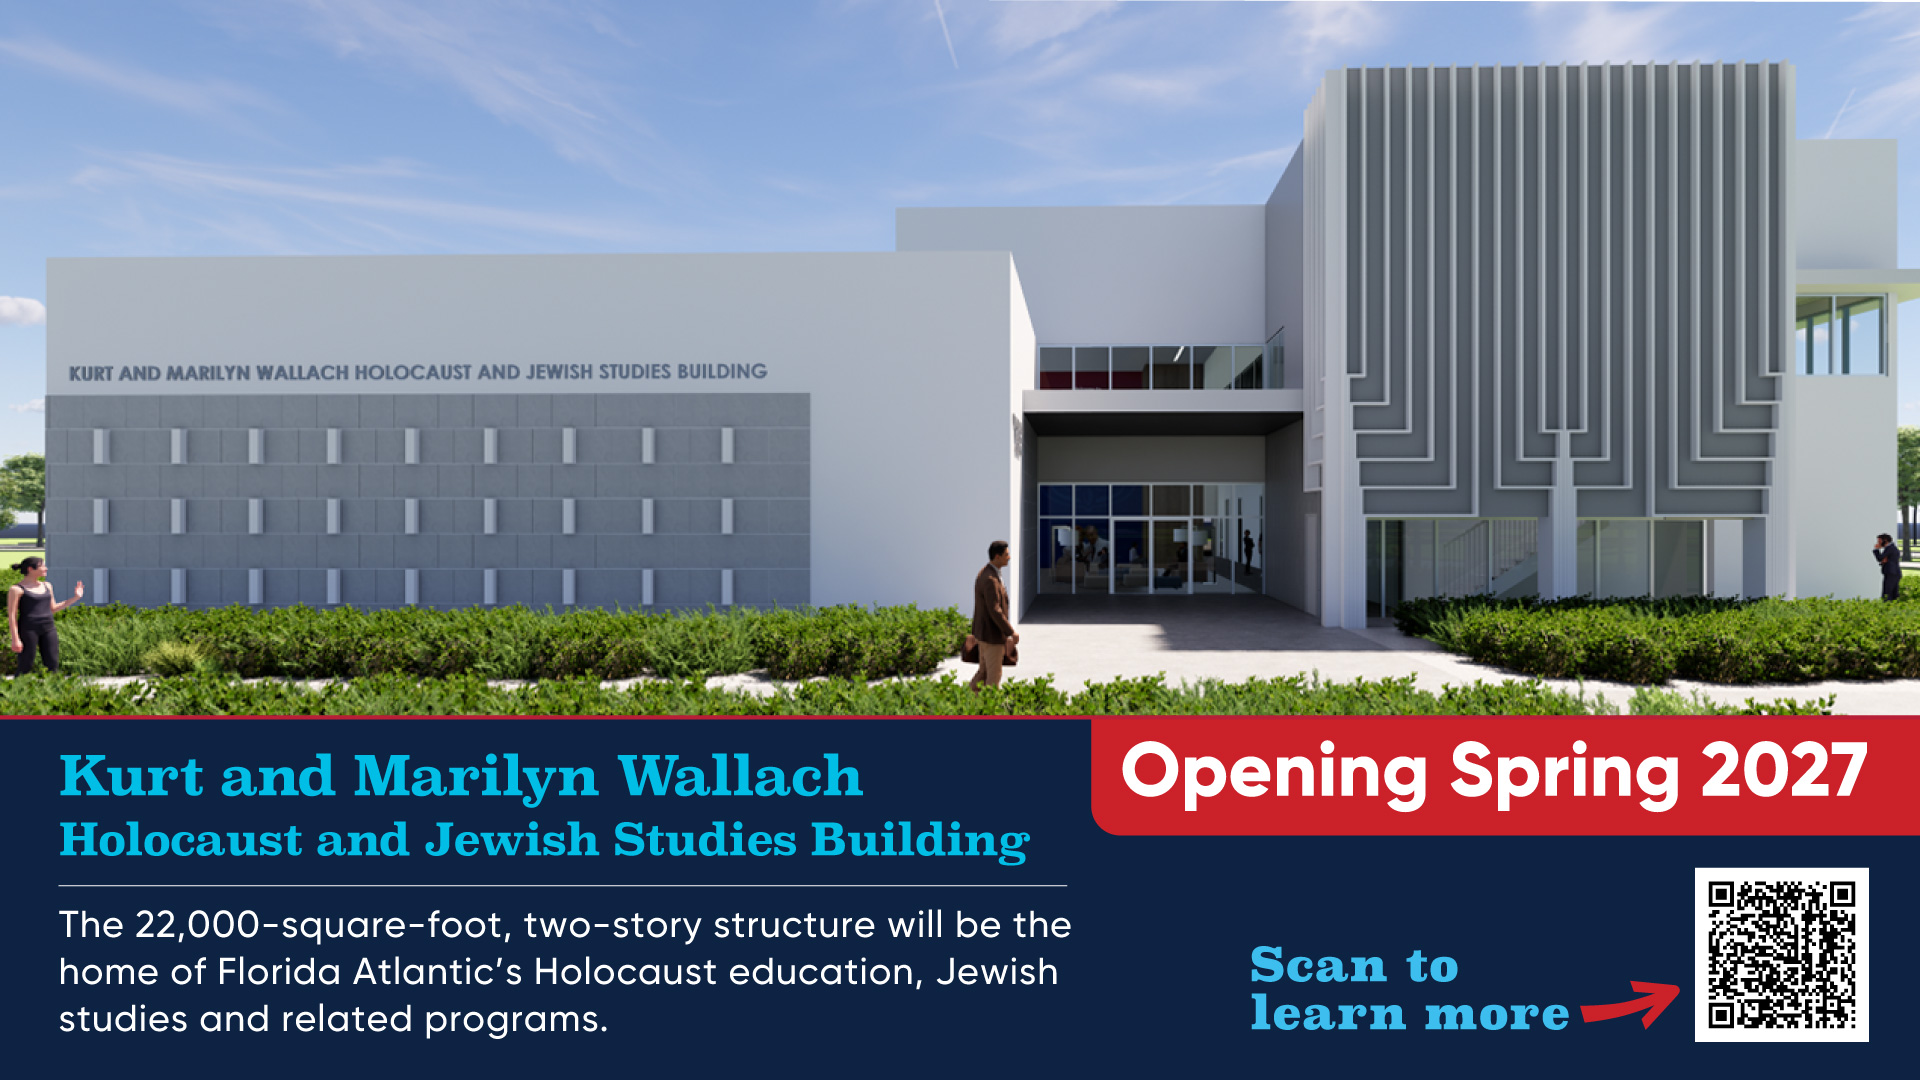 KURT AND MARILYN WALLACH HOLOCAUST AND JEWISH STUDIES BUILDING
Kurt and Marilyn Wallach
Holocaust and Jewish Studies Building
The 22,000-square-foot, two-story structure will be the
home of Florida Atlantic’s Holocaust education, Jewish
studies and related programs.
Opening Spring 2027
Scan to
learn more